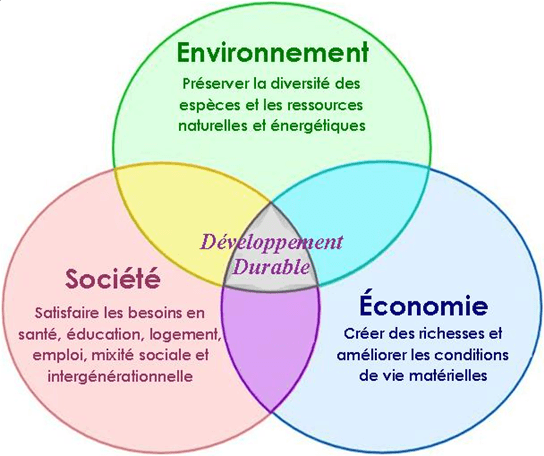 Environnement
Préserver la diversité des
espèces et les ressources
naturelles et énergétiques
Développement
Durable
Société
Satisfaire les besoins en
santé, éducation, logement,
emploi, mixité sociale et
intergénérationnelle
Économie
Créer des richesses et
améliorer les conditions
de vie matérielles